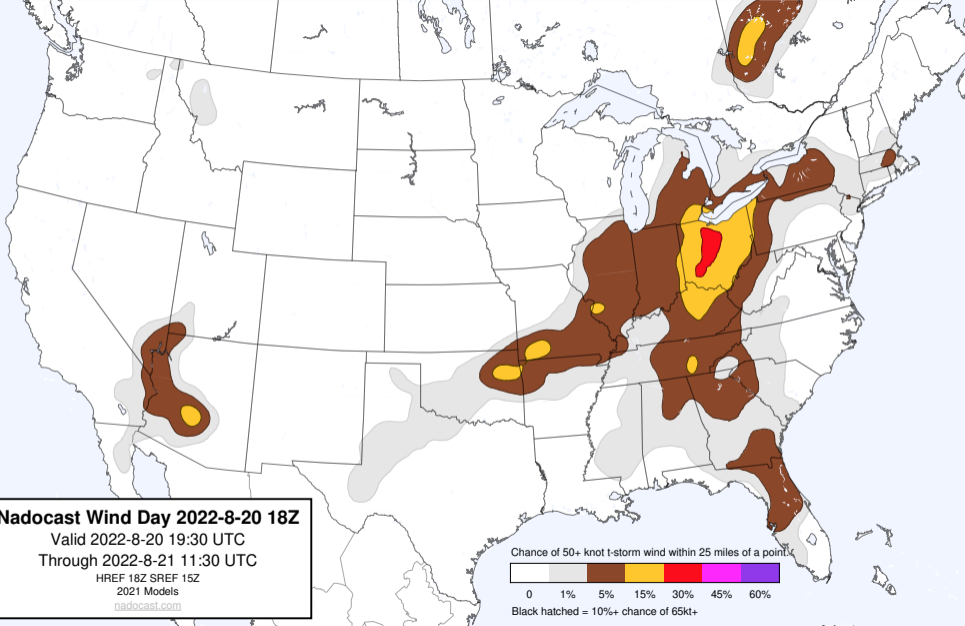 Nadocast Wind Day 2022-8-20 18Z
Valid 2022-8-20 19:30 UTC
Through 2022-8-21 11:30 UTC
HREF 18Z SREF 15Z
2021 Models
nadocast.com
Chance of 50+ knot t-storm wind within 25 miles of a point.
0 1% 5% 15% 30% 45% 60%
Black hatched = 10%+ chance of 65kt+